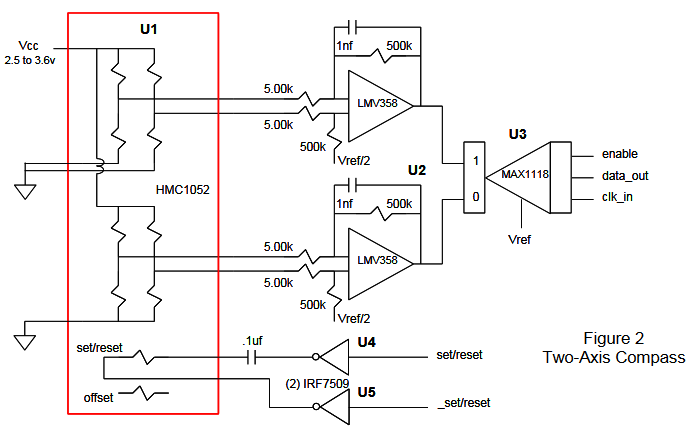 U1
Vcc
2.5 to 3.6v
1nf
500k
5.00k
LMV358
5.00k
500k
Vref/2
U3
1
MAX1118
0
enable
data_out
clk_in
Vref
HMC1052
U2
1nf
500k
5.00k
LMV358
5.00k
500k
Vref/2
set/reset
.1uf
U4
set/reset
(2) IRF7509
offset
U5
_set/reset
Figure 2
Two-Axis Compass